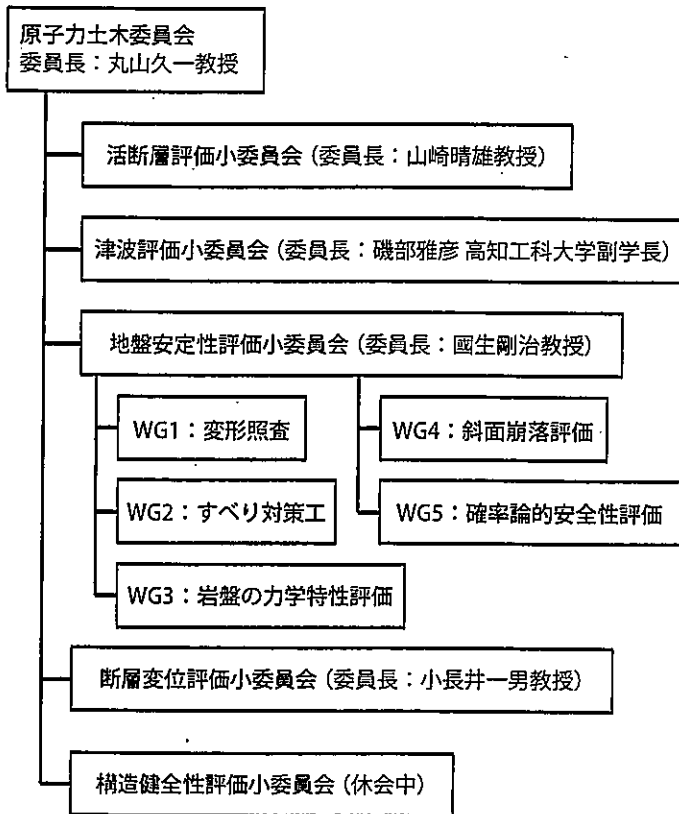 原子力土木委員会
委員長：丸山久一教授
活断層評価小委員会（委員長：山崎晴雄教授）
津波評価小委員会（委員長：磯部雅彦 高知工科大学副学長）
地盤安定性評価小委員会（委員長：國生剛治教授）
WG1：変形照査
WG2：すべり対策工
WG3：岩盤の力学特性評価
WG4：斜面崩落評価
WG5：確率論的安全性評価
断層変位評価小委員会（委員長：小長井一男教授）
構造健全性評価小委員会（休会中）